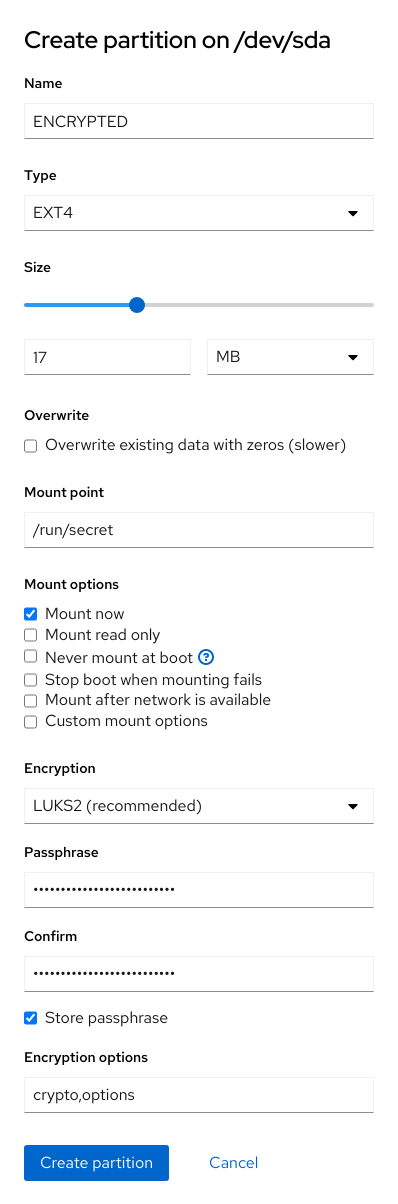 Create partition on /dev/sda
Name
ENCRYPTED
Type
EXT4
Size
17
MB
Overwrite
Overwrite existing data with zeros (slower)
Mount point
/run/secret
Mount options
Mount now
Mount read only
Never mount at boot
Stop boot when mounting fails
Mount after network is available
Custom mount options
Encryption
LUKS2 (recommended)
Passphrase
••••••••••••••••••••••••••
Confirm
••••••••••••••••••••••••••
Store passphrase
Encryption options
crypto,options
Create partition
Cancel